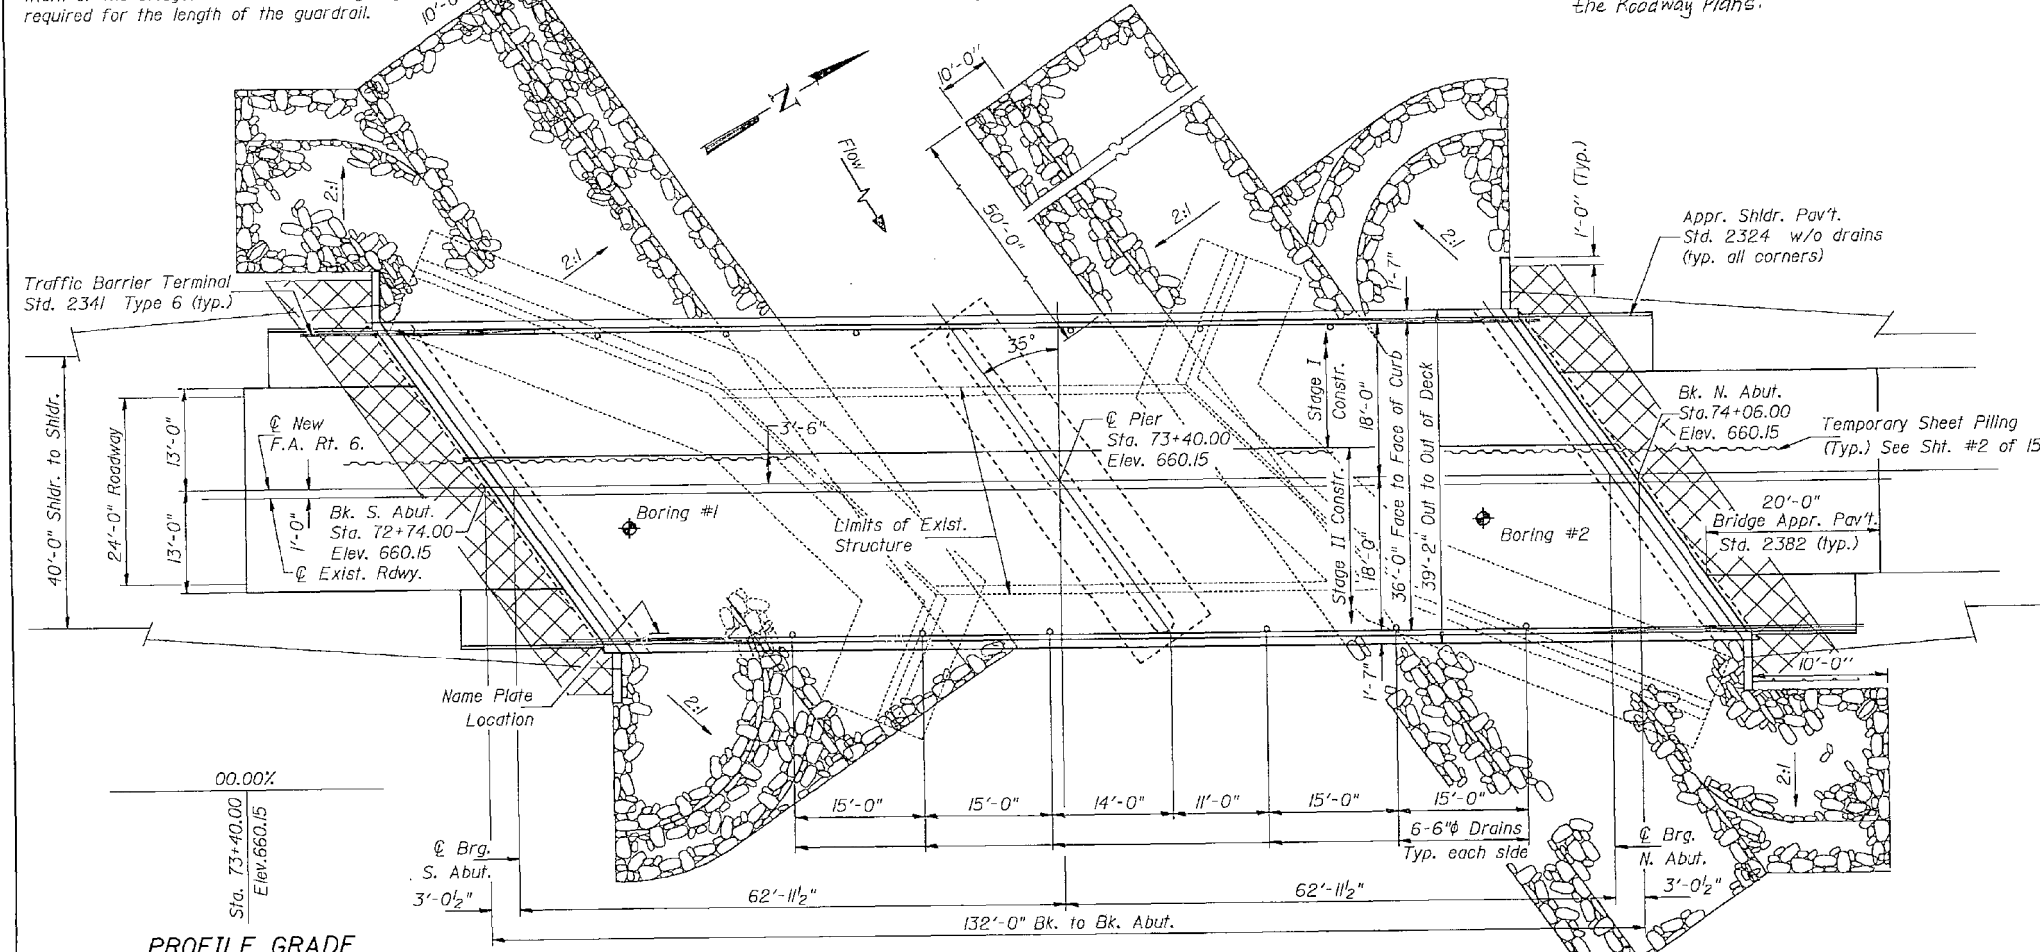 required for the length of the guardrail.
the Roadway Plans.
10'-0"
10'-0"
Z
Flow
50'-0"
2:1
2:1
2:1
2:1
1'-0" (Typ.)
Appr. Shldr. Pav't.
Std. 2324 w/o drains
(typ. all corners)
Traffic Barrier Terminal
Std. 2341 Type 6 (typ.)
1'-7"
35°
40'-0" Shldr. to Shldr.
24'-0" Roadway
13'-0"
13'-0"
℄ New
F.A. Rt. 6.
1'-0"
Bk. S. Abut.
Sta. 72+74.00
Elev. 660.15
℄ Exist. Rdwy.
3'-6"
℄ Pier
Sta. 73+40.00
Elev. 660.15
Stage I
Constr.
18'-0"
Stage II Constr.
18'-0"
36'-0" Face to Face of Curb
39'-2" Out to Out of Deck
Bk. N. Abut.
Sta. 74+06.00
Elev. 660.15
Temporary Sheet Piling
(Typ.) See Sht. #2 of 15
20'-0"
Bridge Appr. Pav't.
Std. 2382 (typ.)
Boring #1
Limits of Exist.
Structure
Boring #2
Name Plate
Location
2:1
1'-7"
10'-0"
2:1
00.00%
Sta. 73+40.00
Elev. 660.15
PROFILE GRADE
15'-0"
15'-0"
14'-0"
11'-0"
15'-0"
15'-0"
6-6"ϕ Drains
Typ. each side
℄ Brg.
S. Abut.
℄ Brg.
N. Abut.
3'-0½"
62'-11½"
62'-11½"
3'-0½"
132'-0" Bk. to Bk. Abut.